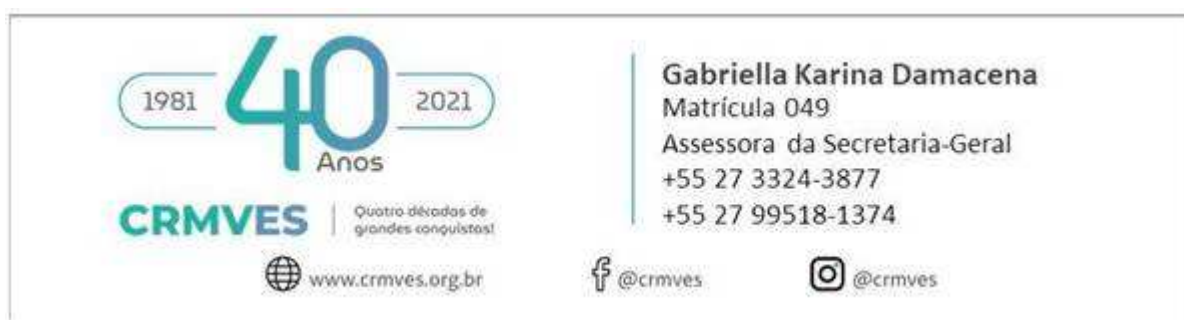 1981
40
2021
Anos
CRMVES
Quatro décadas de
grandes conquistas!
Gabriella Karina Damacena
Matrícula 049
Assessora da Secretaria-Geral
+55 27 3324-3877
+55 27 99518-1374
www.crmves.org.br
@crmves
@crmves